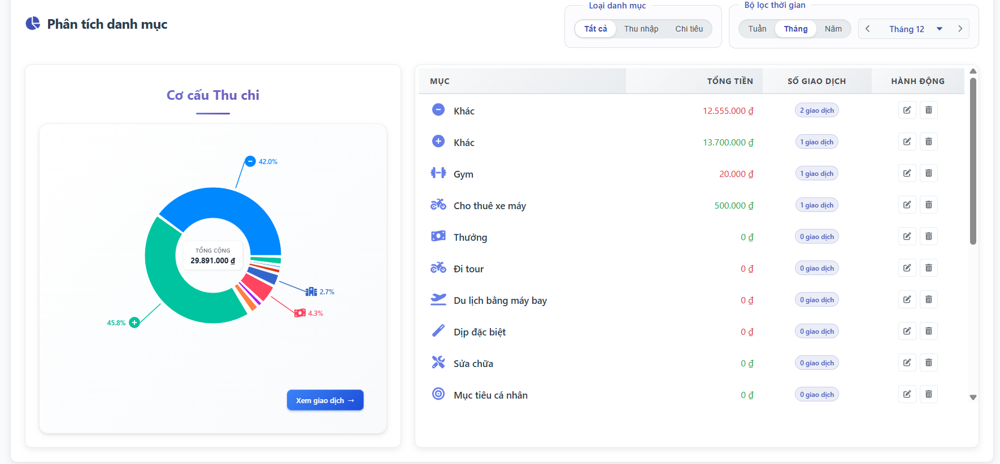 Phân tích danh mục
Loại danh mục
Tất cả Thu nhập Chi tiêu
Bộ lọc thời gian
Tuần Tháng Năm
Tháng 12
Cơ cấu Thu chi
42.0%
TỔNG CỘNG
29.891.000 ₫
2.7%
4.3%
45.8%
Xem giao dịch →
MỤC TỔNG TIỀN SỐ GIAO DỊCH HÀNH ĐỘNG
Khác 12.555.000 ₫ 2 giao dịch
Khác 13.700.000 ₫ 1 giao dịch
Gym 20.000 ₫ 1 giao dịch
Cho thuê xe máy 500.000 ₫ 1 giao dịch
Thưởng 0 ₫ 0 giao dịch
Đi tour 0 ₫ 0 giao dịch
Du lịch bằng máy bay 0 ₫ 0 giao dịch
Dịp đặc biệt 0 ₫ 0 giao dịch
Sửa chữa 0 ₫ 0 giao dịch
Mục tiêu cá nhân 0 ₫ 0 giao dịch